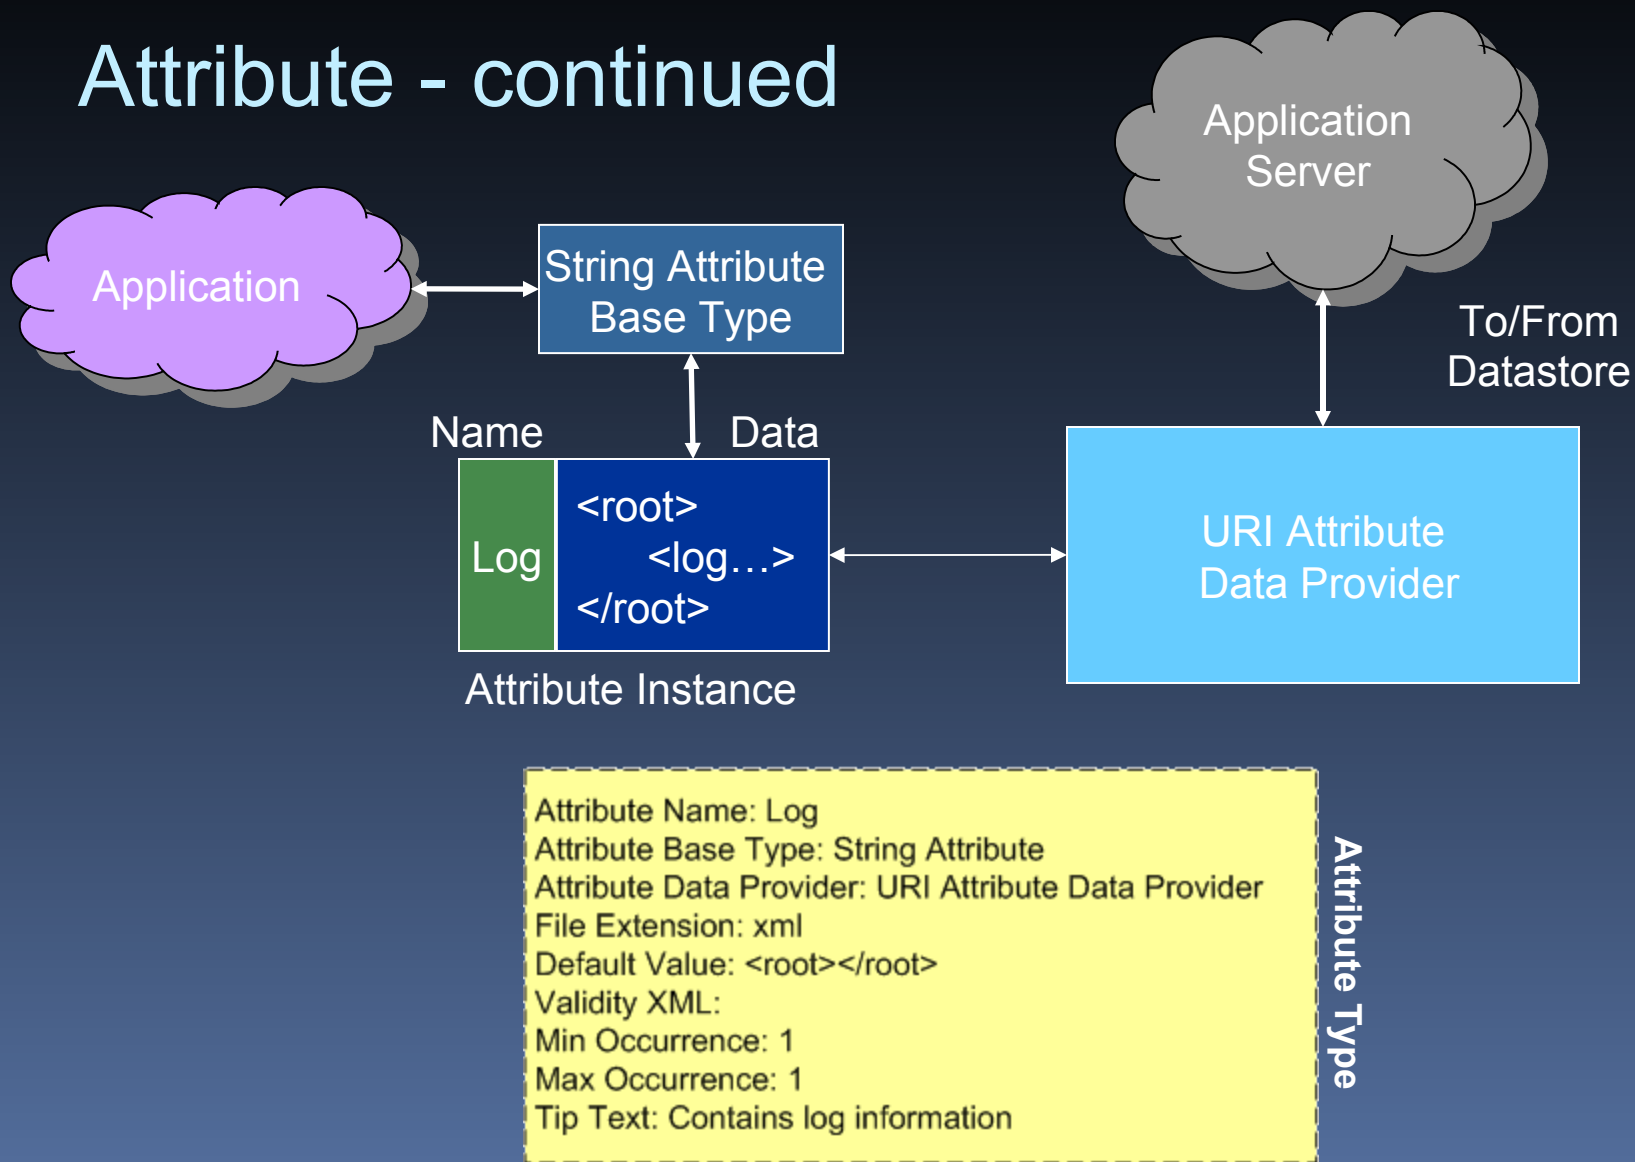 Attribute - continued
Application
Server
Application
String Attribute
Base Type
To/From
Datastore
Name
Data
Log
<root>
<log…>
</root>
URI Attribute
Data Provider
Attribute Instance
Attribute Name: Log
Attribute Base Type: String Attribute
Attribute Data Provider: URI Attribute Data Provider
File Extension: xml
Default Value: <root></root>
Validity XML:
Min Occurrence: 1
Max Occurrence: 1
Tip Text: Contains log information
Attribute Type